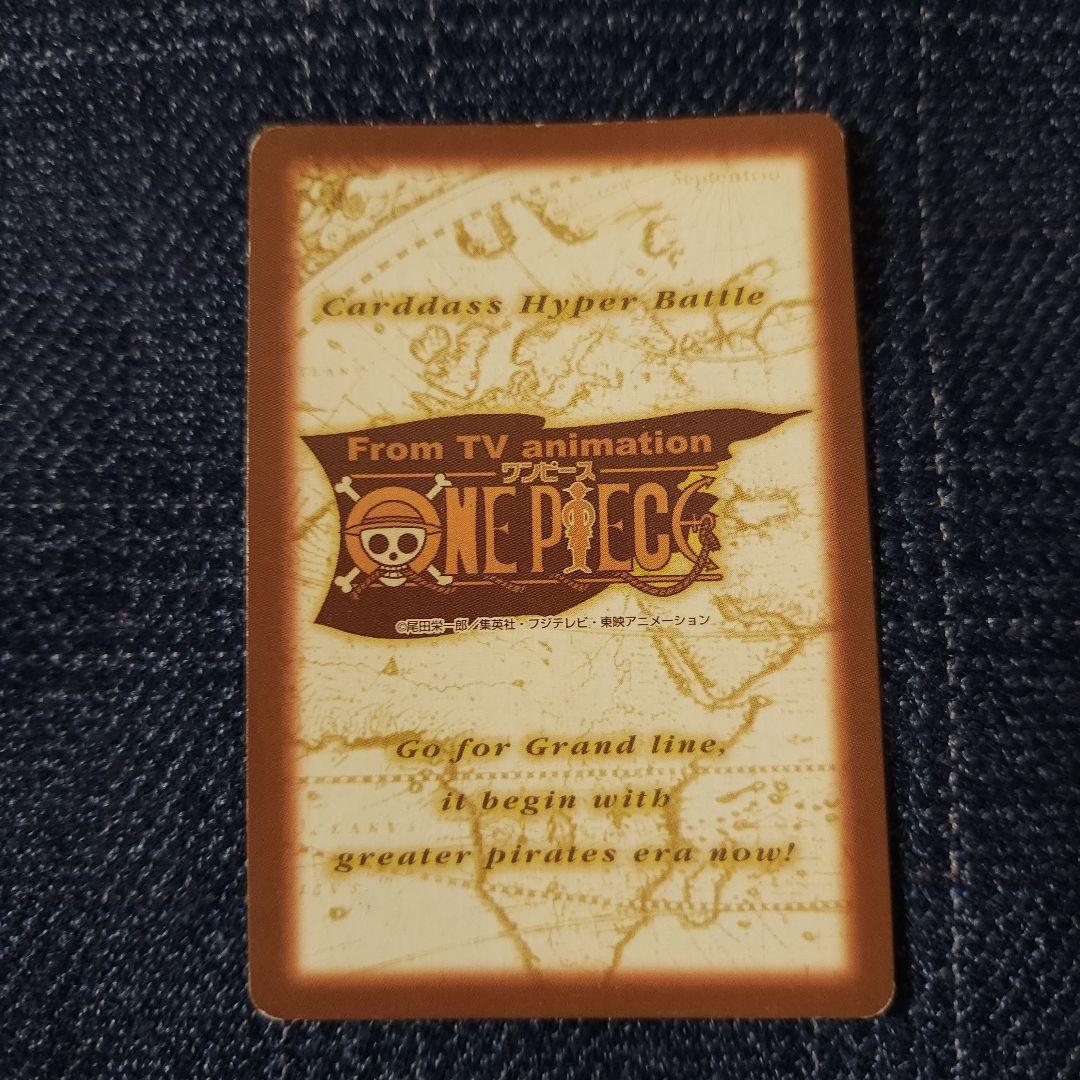 Septentrio
Carddass Hyper Battle
From TV animation
ワンピース
ONE PIECE
©尾田栄一郎／集英社・フジテレビ・東映アニメーション
Go for Grand line,
it begin with
greater pirates era now!